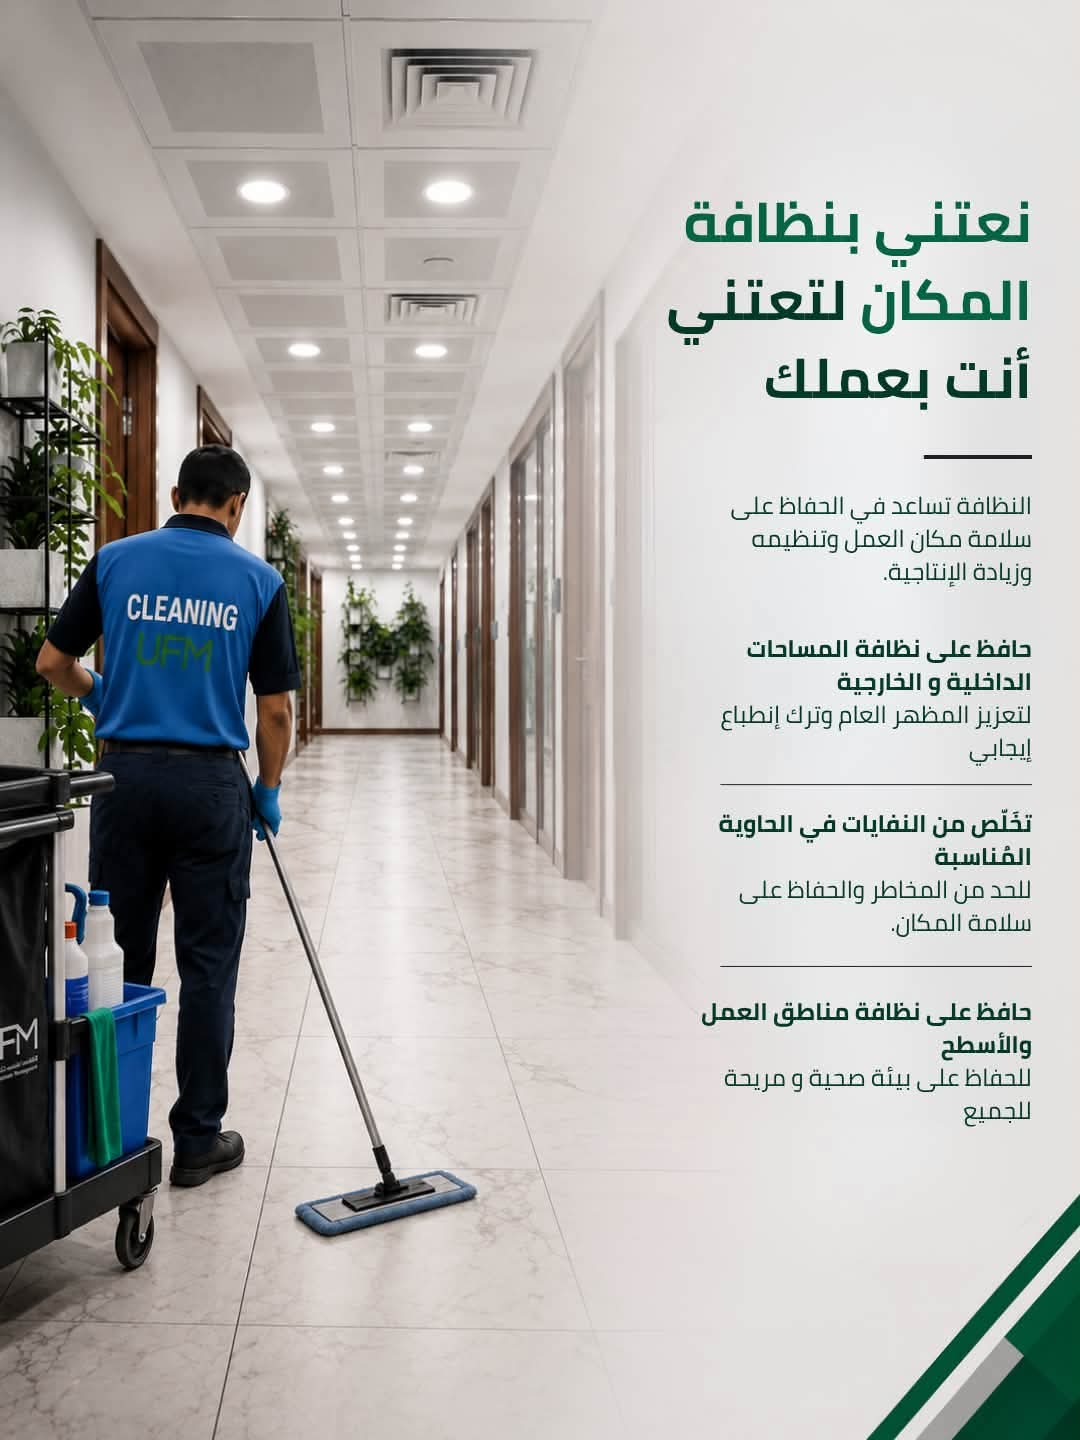 نعتني بنظافة
المكان لتعتني
أنت بعملك
النظافة تساعد في الحفاظ على
سلامة مكان العمل وتنظيمه
وزيادة الإنتاجية.
حافظ على نظافة المساحات
الداخلية و الخارجية
لتعزيز المظهر العام وترك إنطباع
إيجابي
تخَلّص من النفايات في الحاوية
المُناسبة
للحد من المخاطر والحفاظ على
سلامة المكان.
حافظ على نظافة مناطق العمل
والأسطح
للحفاظ على بيئة صحية و مريحة
للجميع
CLEANING
UFM
FM